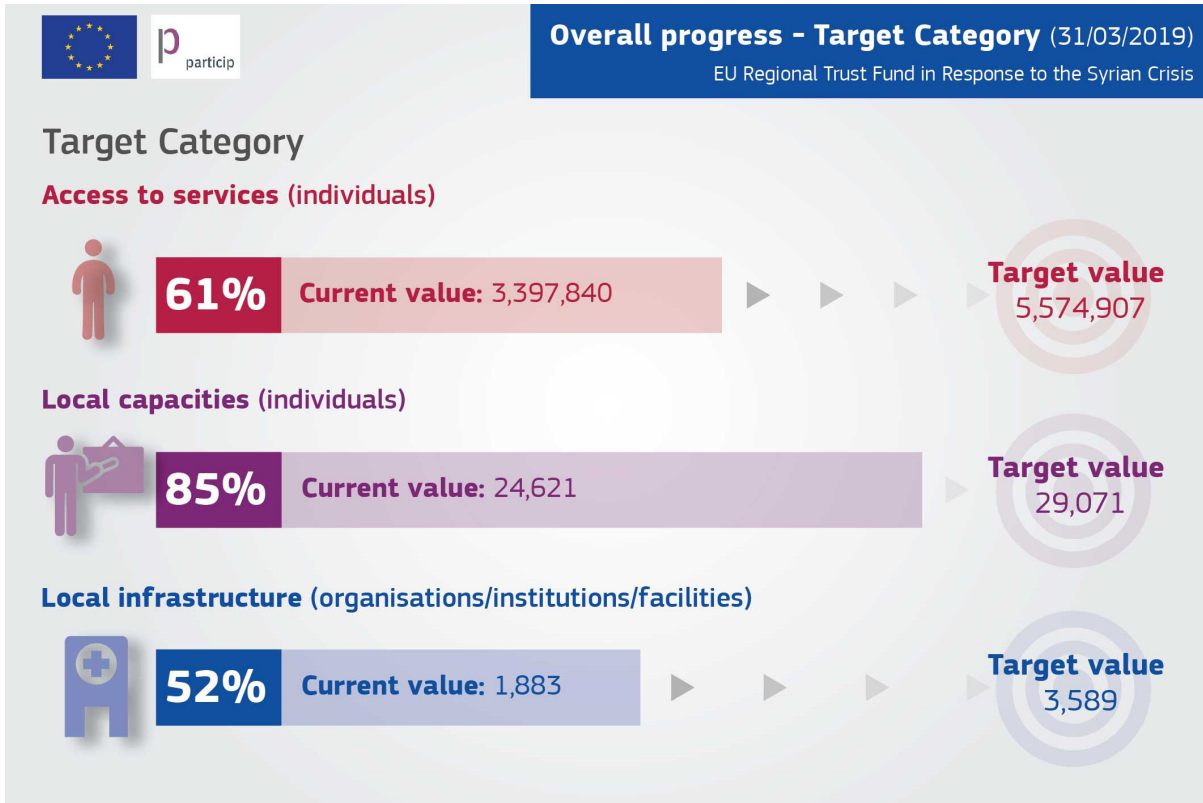 p
particip
Overall progress – Target Category (31/03/2019)
EU Regional Trust Fund in Response to the Syrian Crisis
Target Category
Access to services (individuals)
61%
Current value: 3,397,840
Target value
5,574,907
Local capacities (individuals)
85%
Current value: 24,621
Target value
29,071
Local infrastructure (organisations/institutions/facilities)
52%
Current value: 1,883
Target value
3,589